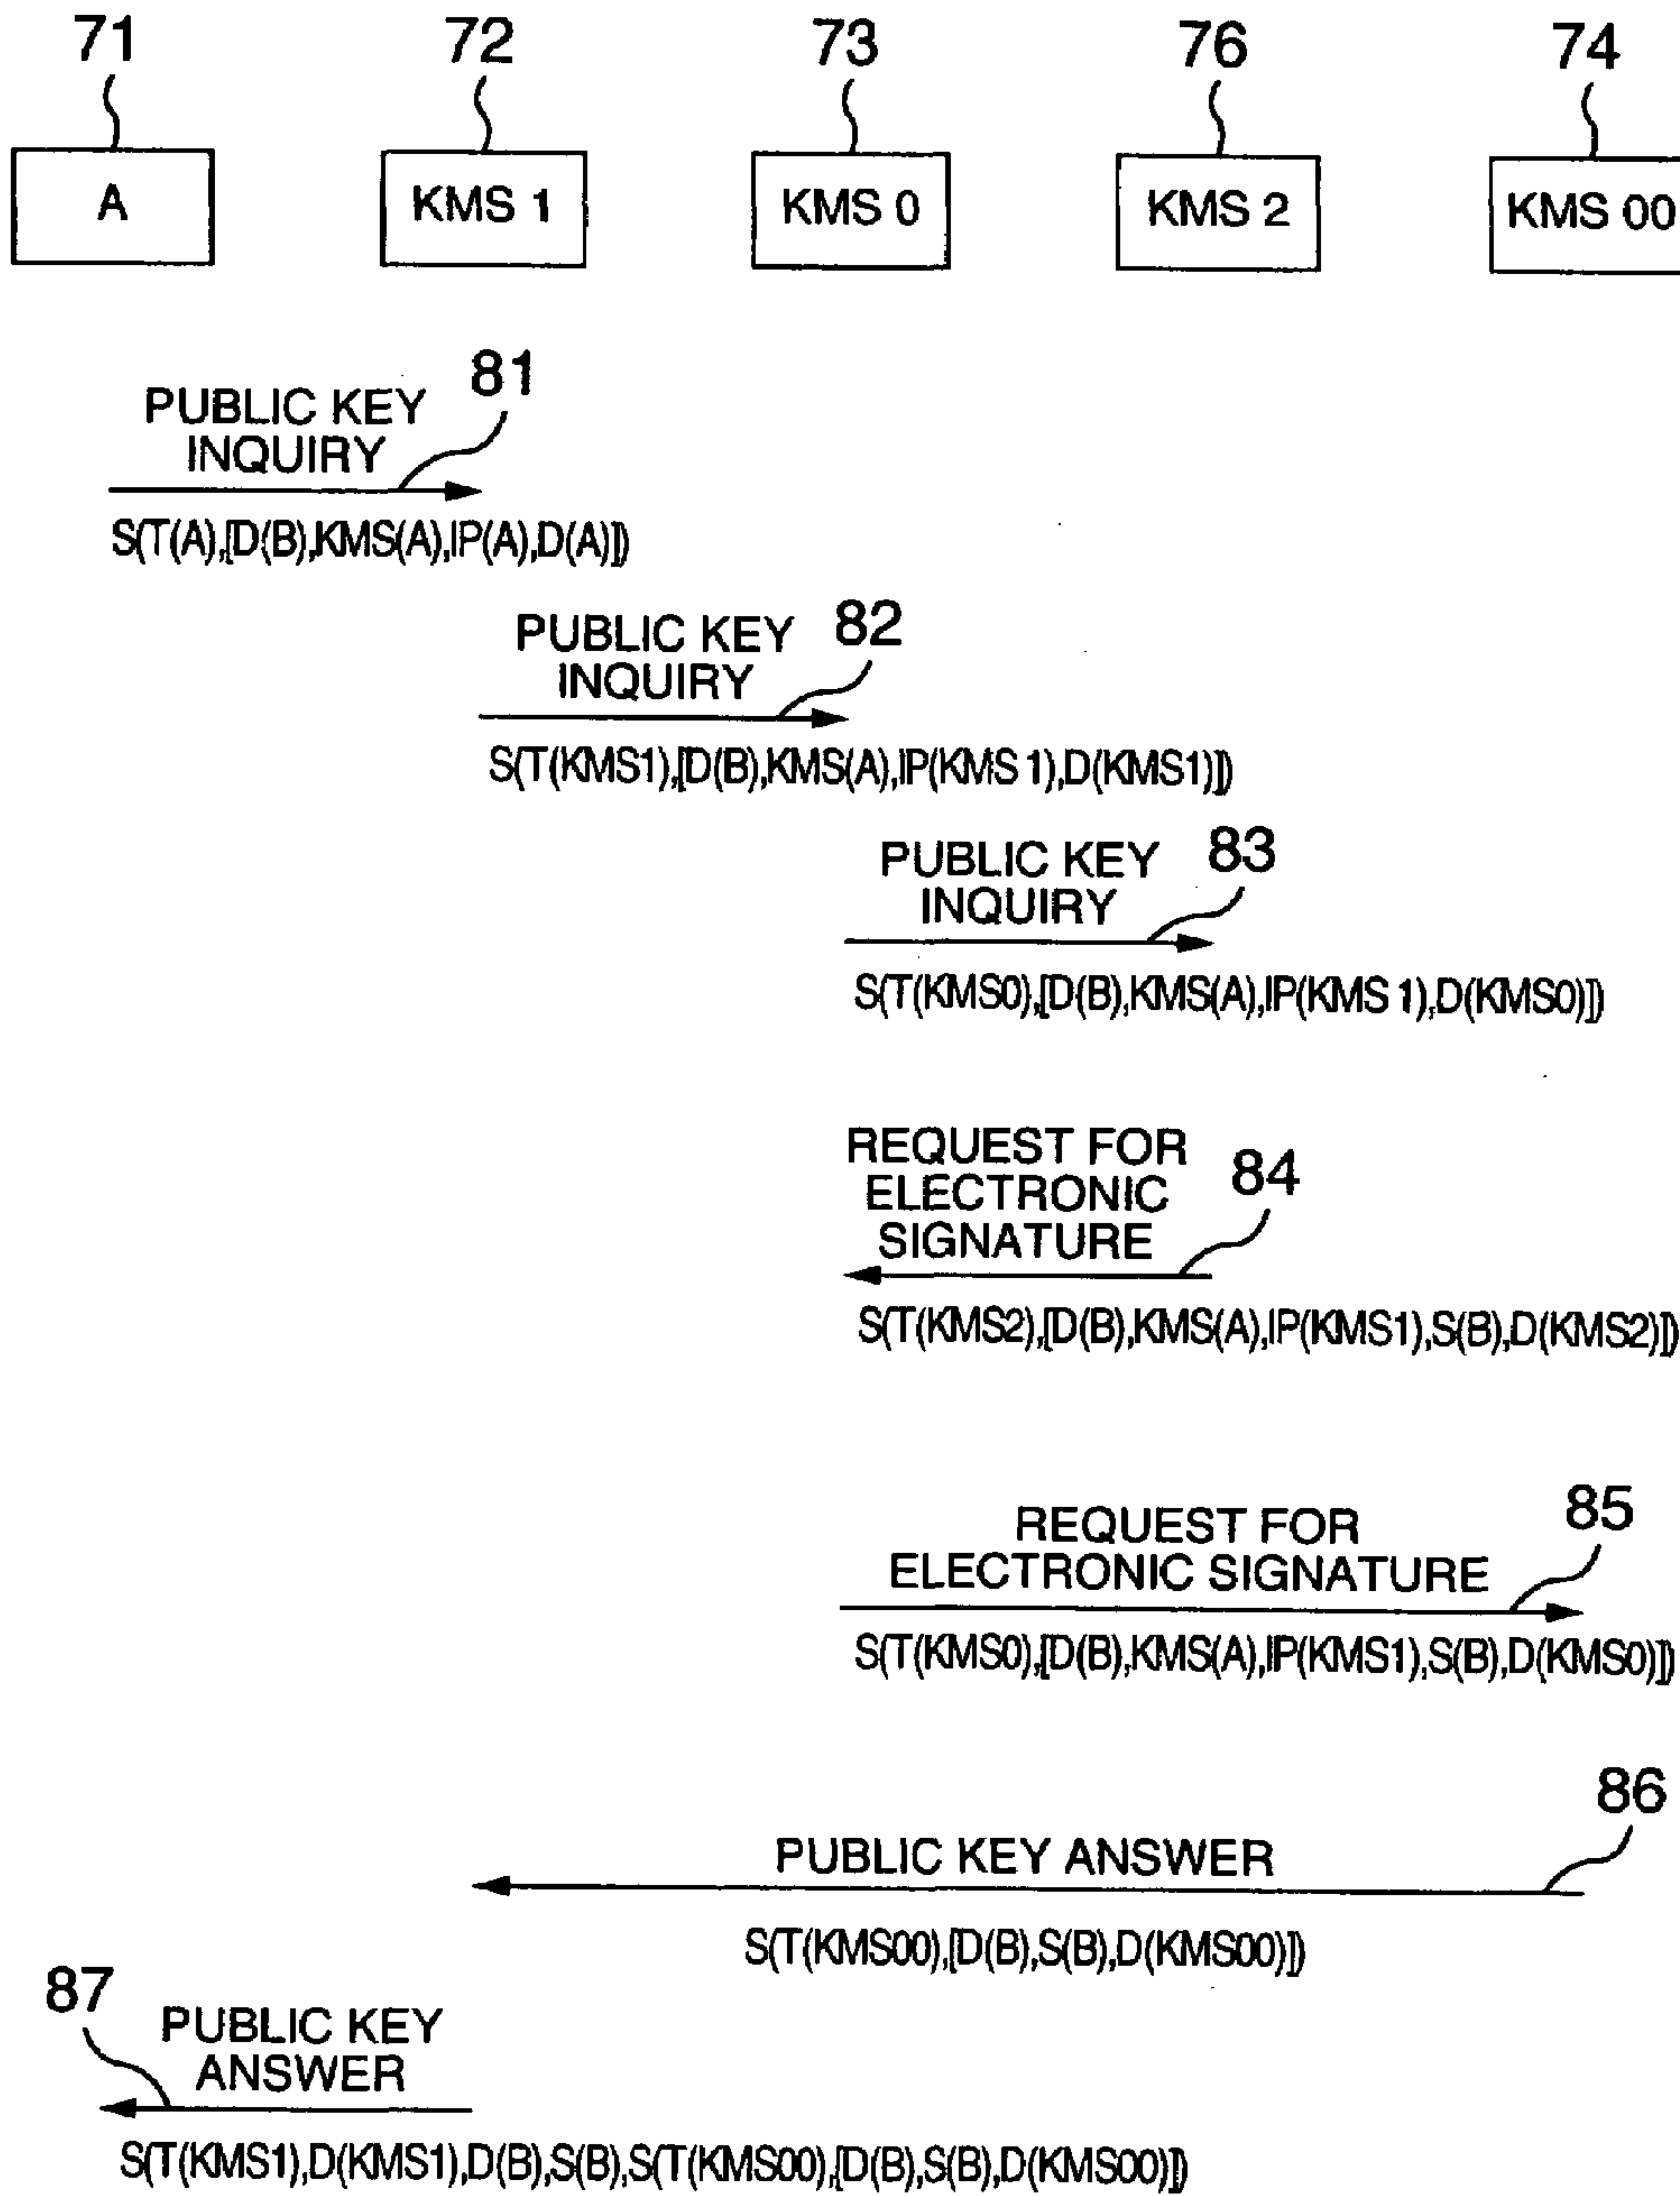 71 72 73 76 74
A KMS 1 KMS 0 KMS 2 KMS 00
81
PUBLIC KEY
INQUIRY
S(T(A),[D(B),KMS(A),IP(A),D(A)])
82
PUBLIC KEY
INQUIRY
S(T(KMS1),[D(B),KMS(A),IP(KMS 1),D(KMS1)])
83
PUBLIC KEY
INQUIRY
S(T(KMS0),[D(B),KMS(A),IP(KMS 1),D(KMS0)])
84
REQUEST FOR
ELECTRONIC
SIGNATURE
S(T(KMS2),[D(B),KMS(A),IP(KMS1),S(B),D(KMS2)])
85
REQUEST FOR
ELECTRONIC SIGNATURE
S(T(KMS0),[D(B),KMS(A),IP(KMS1),S(B),D(KMS0)])
86
PUBLIC KEY ANSWER
S(T(KMS00),[D(B),S(B),D(KMS00)])
87
PUBLIC KEY
ANSWER
S(T(KMS1),D(KMS1),D(B),S(B),S(T(KMS00),[D(B),S(B),D(KMS00)])